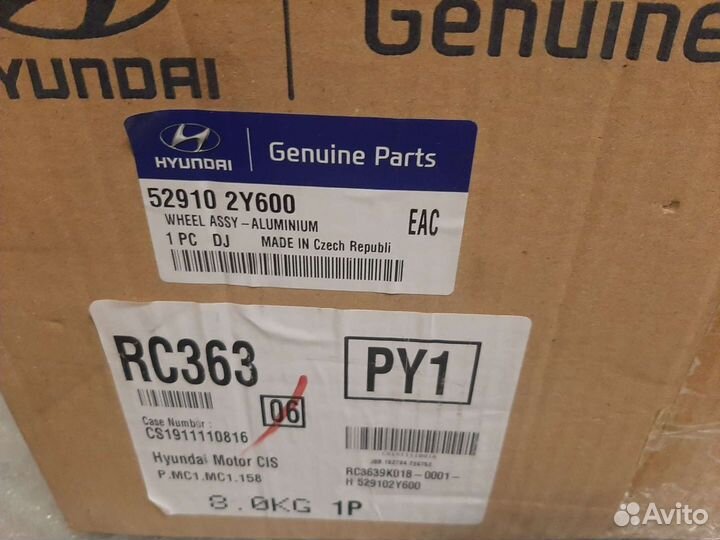 HYUNDAI
Genuine
HYUNDAI Genuine Parts
52910 2Y600
WHEEL ASSY-ALUMINIUM
EAC
1 PC DJ MADE IN Czech Republi
RC363
PY1
06
Case Number :
CS1911110816
CS1911110816
Hyundai Motor CIS
P.MC1.MC1.158
RC3639K018-0001-
H 529102Y600
8.0KG 1P
Avito